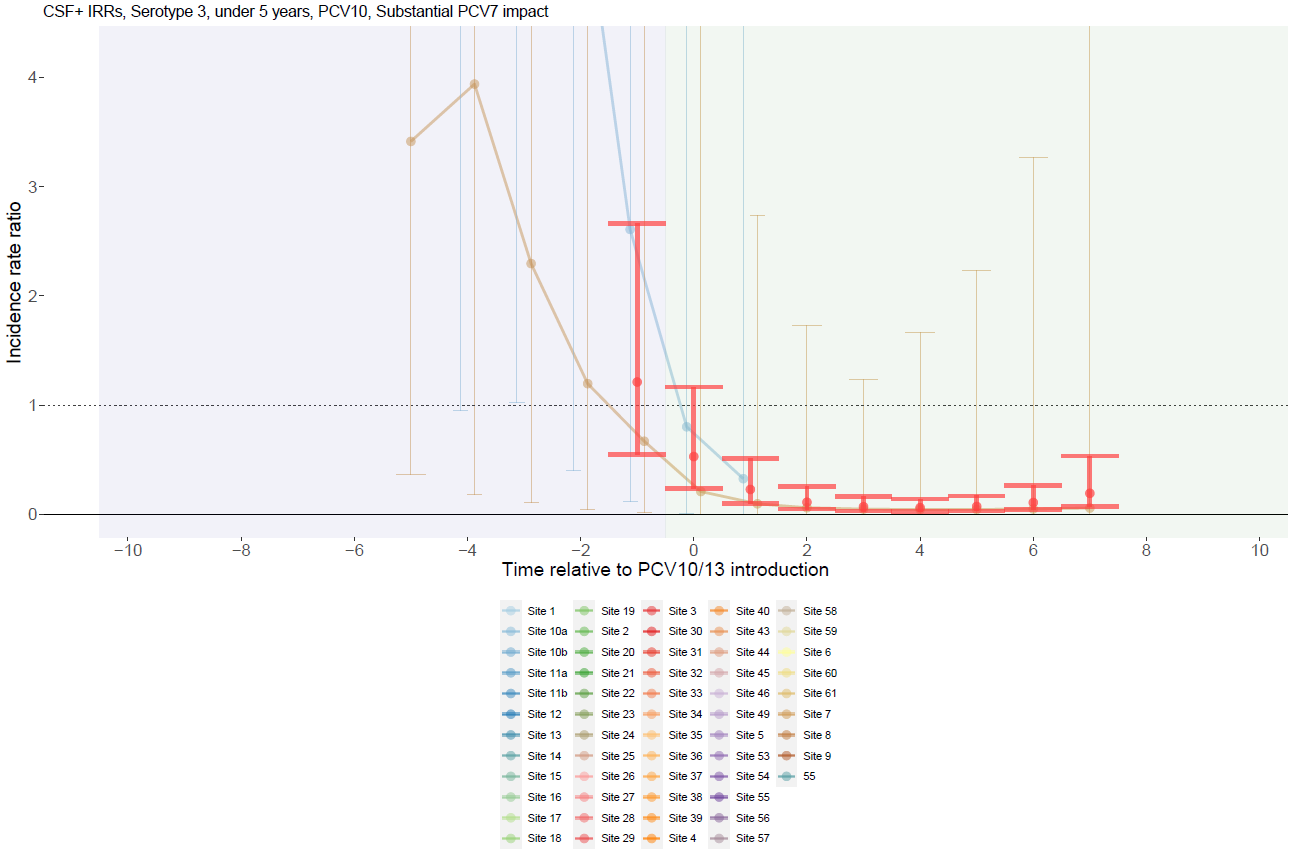 CSF+ IRRs, Serotype 3, under 5 years, PCV10, Substantial PCV7 impact
Incidence rate ratio
4
3
2
1
0
−10 −8 −6 −4 −2 0 2 4 6 8 10
Time relative to PCV10/13 introduction
Site 1 Site 19 Site 3 Site 40 Site 58
Site 10a Site 2 Site 30 Site 43 Site 59
Site 10b Site 20 Site 31 Site 44 Site 6
Site 11a Site 21 Site 32 Site 45 Site 60
Site 11b Site 22 Site 33 Site 46 Site 61
Site 12 Site 23 Site 34 Site 49 Site 7
Site 13 Site 24 Site 35 Site 5 Site 8
Site 14 Site 25 Site 36 Site 53 Site 9
Site 15 Site 26 Site 37 Site 54 55
Site 16 Site 27 Site 38 Site 55
Site 17 Site 28 Site 39 Site 56
Site 18 Site 29 Site 4 Site 57